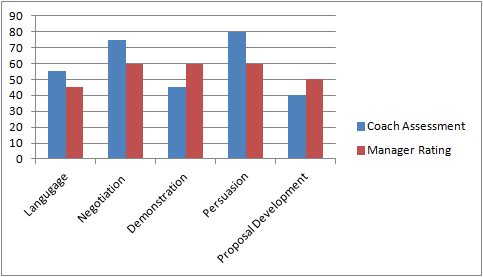 90
80
70
60
50
40
30
20
10
0
Langugage
Negotiation
Demonstration
Persuasion
Proposal Development
Coach Assessment
Manager Rating